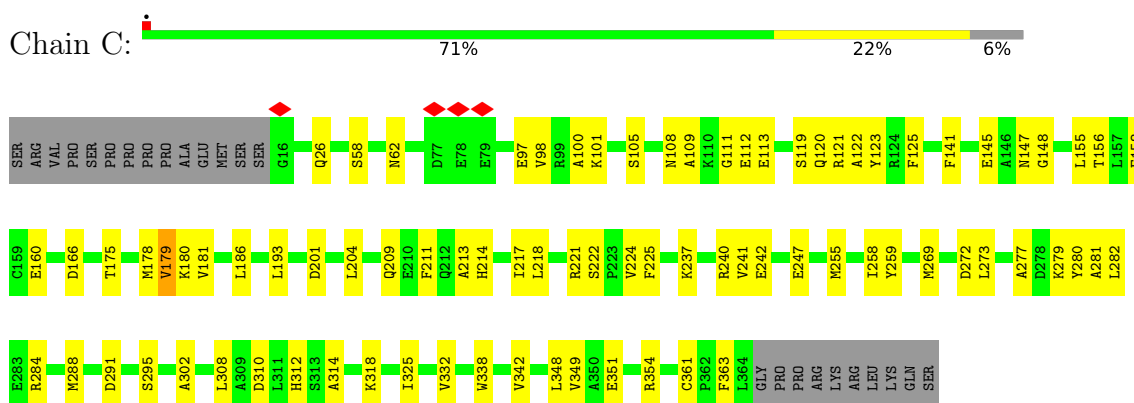 Chain C:
71% 22% 6%
SER ARG VAL PRO SER PRO PRO PRO PRO ALA GLU MET SER SER G16 Q26 S58 N62 D77 E78 E79 E97 V98 R99 A100 K101 S105 N108 A109 K110 G111 E112 E113 S119 Q120 R121 A122 Y123 R124 F125 F141 E145 A146 N147 G148 L155 T156 L157
C159 E160 D166 T175 M178 V179 K180 V181 L186 L193 D201 L204 Q209 E210 F211 Q212 A213 H214 I217 L218 R221 S222 P223 V224 F225 K237 R240 V241 E242 E247 M255 I258 Y259 M269 D272 L273 A277 D278 K279 Y280 A281 L282
E283 R284 M288 D291 S295 A302 L308 A309 D310 L311 H312 S313 A314 K318 I325 V332 W338 V342 L348 V349 A350 E351 R354 C361 P362 F363 L364 GLY PRO PRO ARG LYS ARG LEU LYS GLN SER